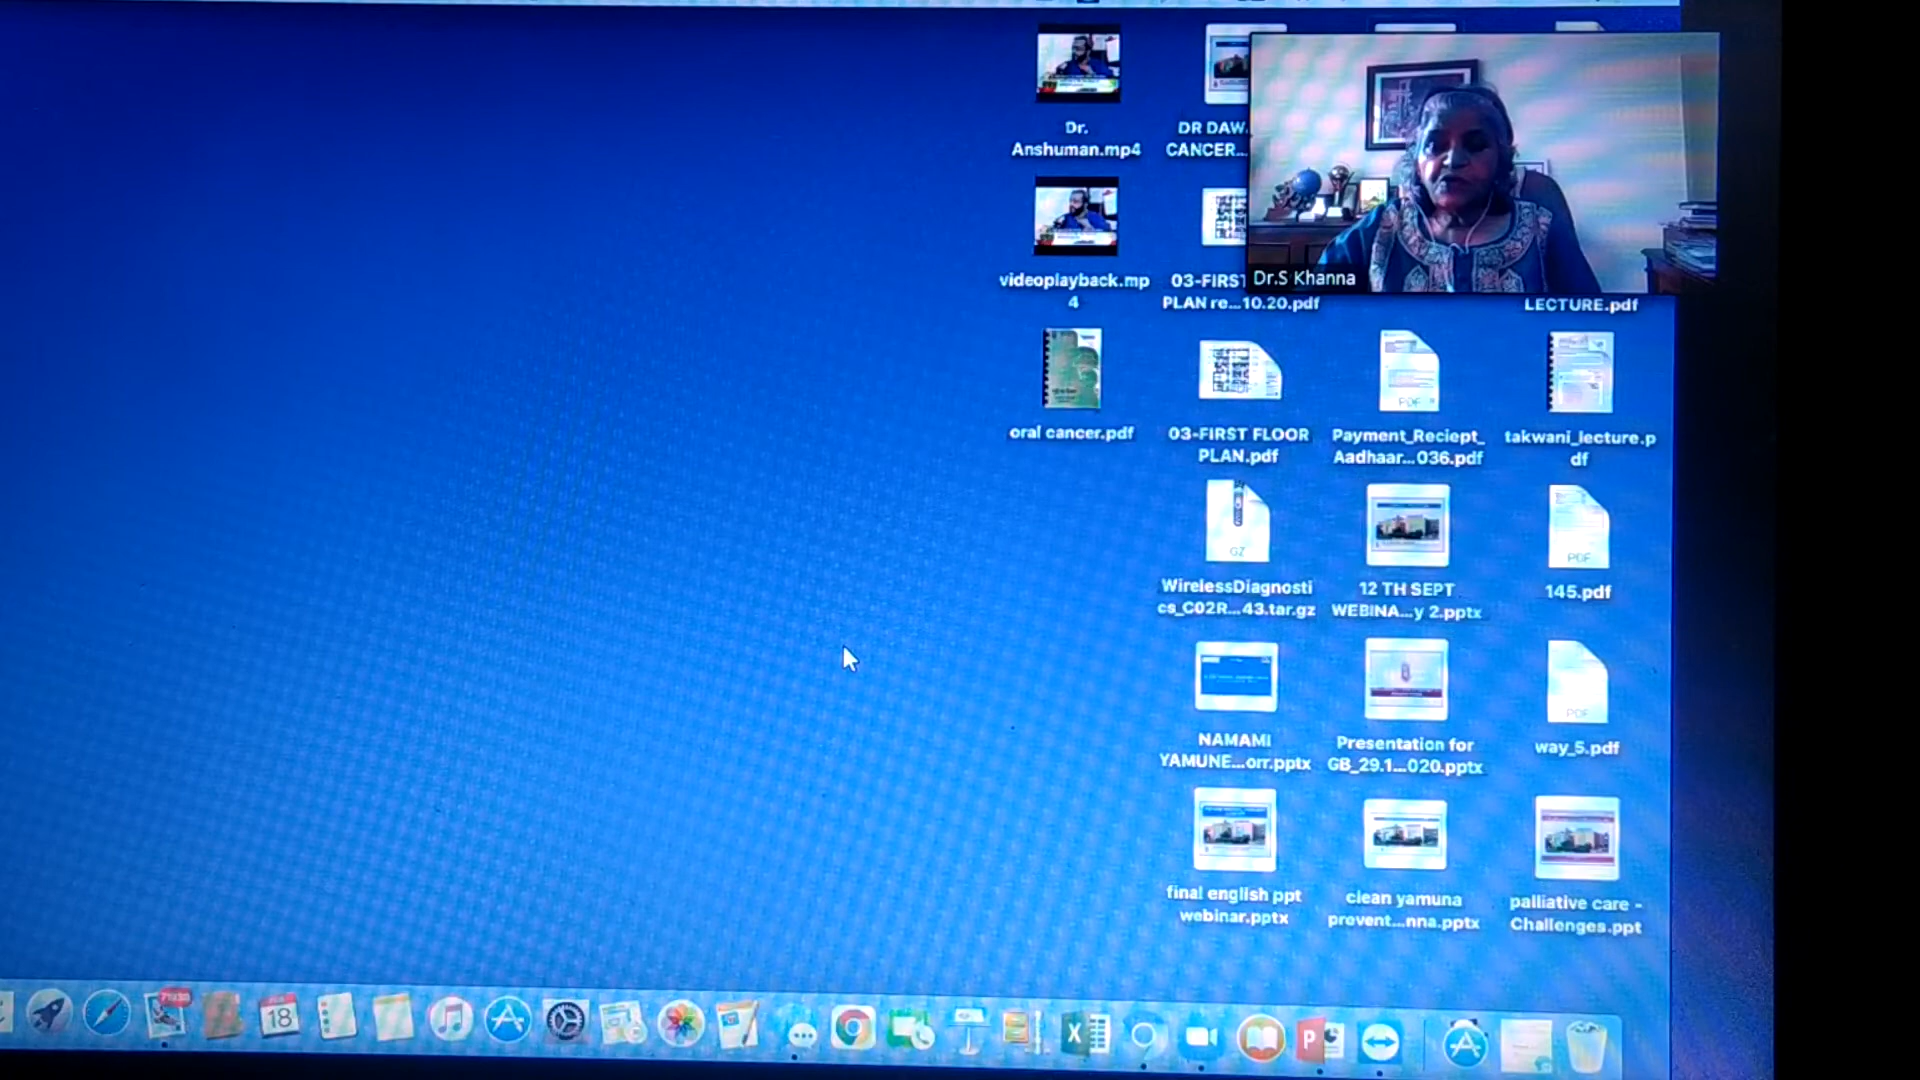 Dr.
Anshuman.mp4
DR DAW
CANCER...
Dr.S Khanna
videoplayback.mp
4
03-FIRST
PLAN re...10.20.pdf
LECTURE.pdf
oral cancer.pdf
03-FIRST FLOOR
PLAN.pdf
Payment_Reciept_
Aadhaar...036.pdf
takwani_lecture.p
df
GZ
WirelessDiagnosti
cs_C02R...43.tar.gz
12 TH SEPT
WEBINA...y 2.pptx
PDF
145.pdf
NAMAMI
YAMUNE...orr.pptx
Presentation for
GB_29.1...020.pptx
PDF
way_5.pdf
final english ppt
webinar.pptx
clean yamuna
prevent...nna.pptx
palliative care -
Challenges.ppt
18